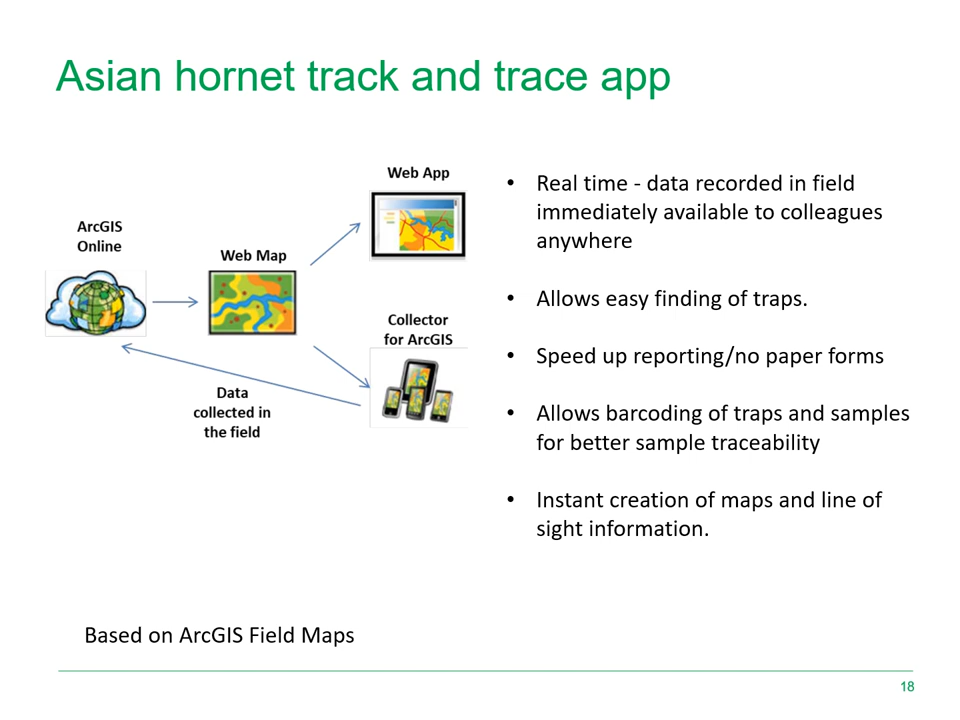 Asian hornet track and trace app
ArcGIS
Online
Web Map
Web App
Collector
for ArcGIS
Data
collected in
the field
• Real time - data recorded in field
immediately available to colleagues
anywhere
• Allows easy finding of traps.
• Speed up reporting/no paper forms
• Allows barcoding of traps and samples
for better sample traceability
• Instant creation of maps and line of
sight information.
Based on ArcGIS Field Maps
18